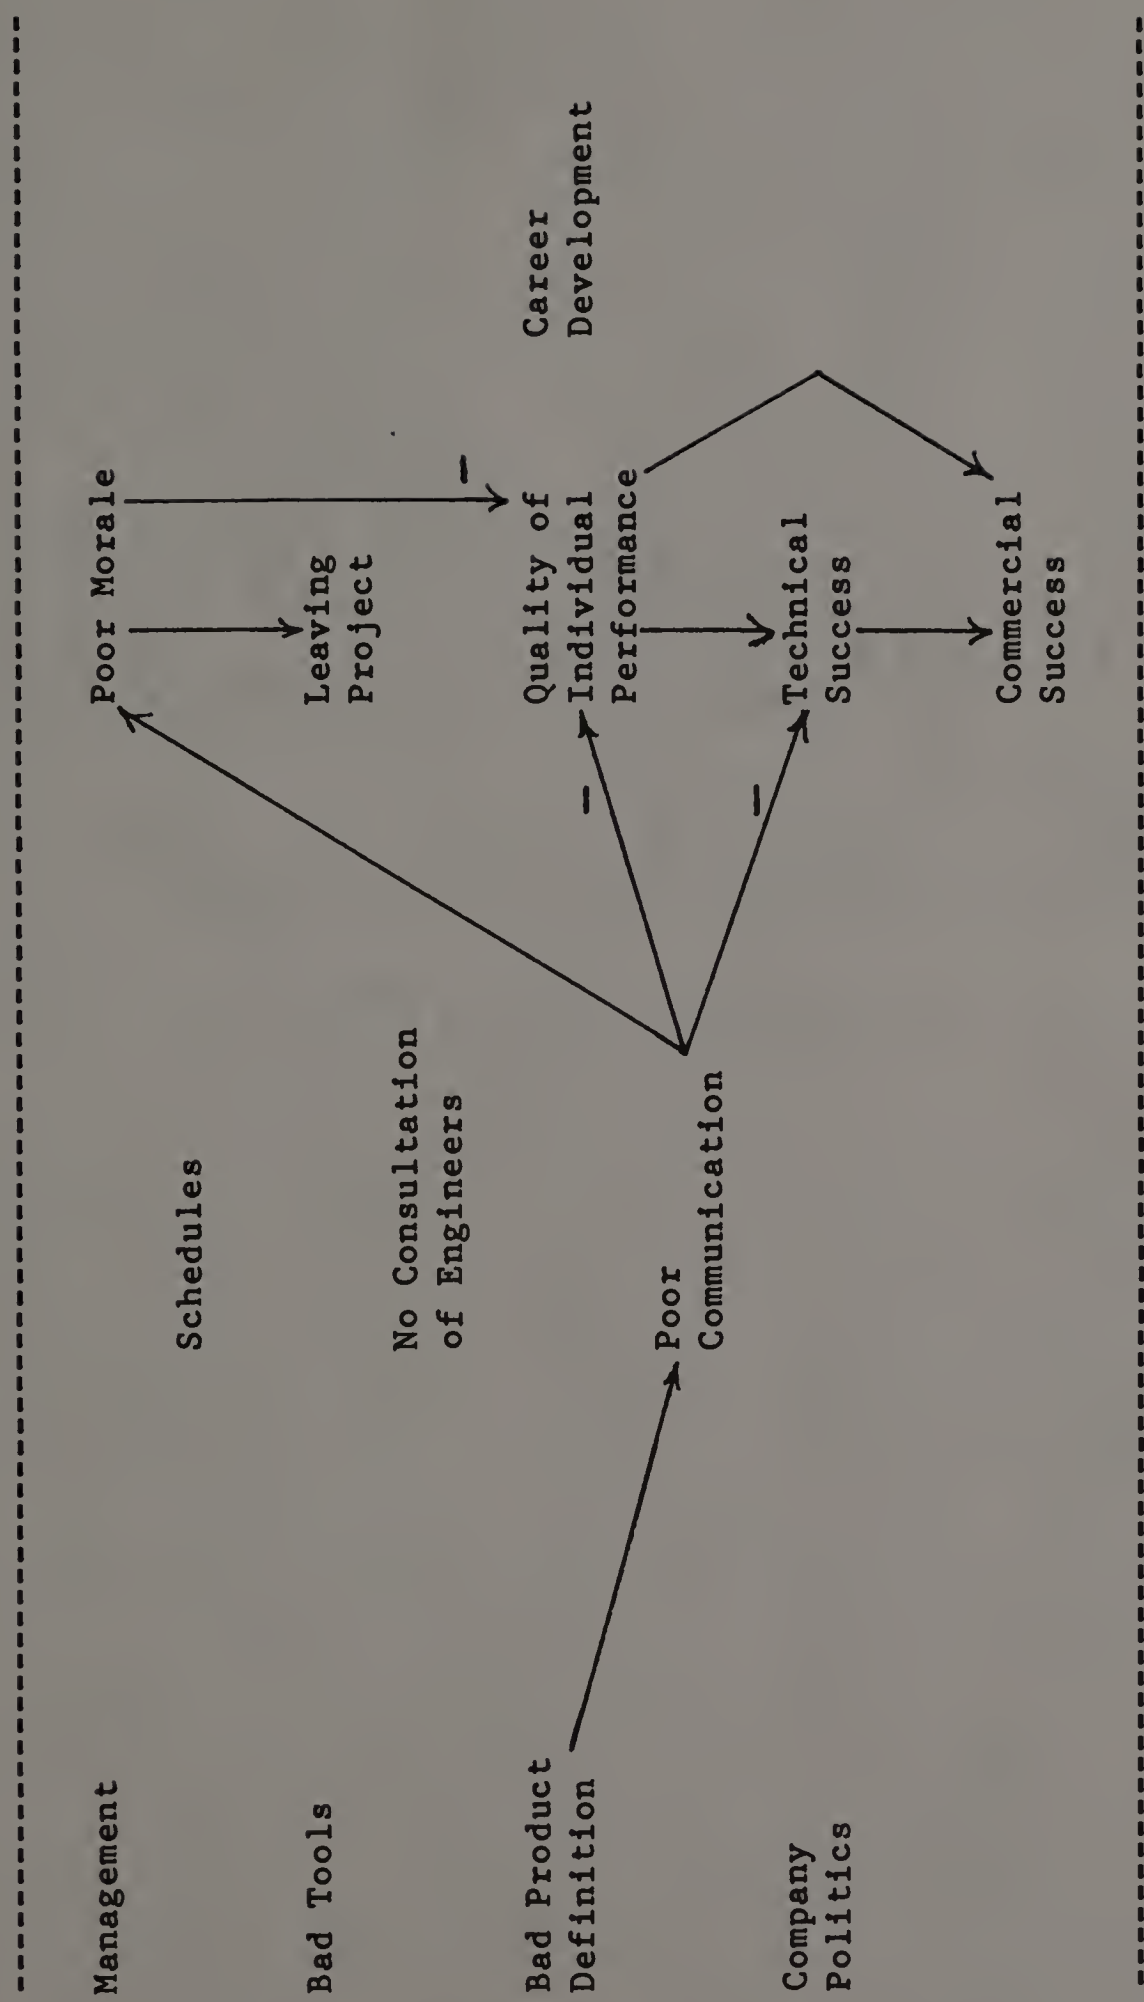 Management
Bad Tools
Bad Product
Definition
Company
Politics
Schedules
No Consultation
of Engineers
Poor
Communication
Poor Morale
Leaving
Project
Quality of
Individual
Performance
Technical
Success
Commercial
Success
Career
Development